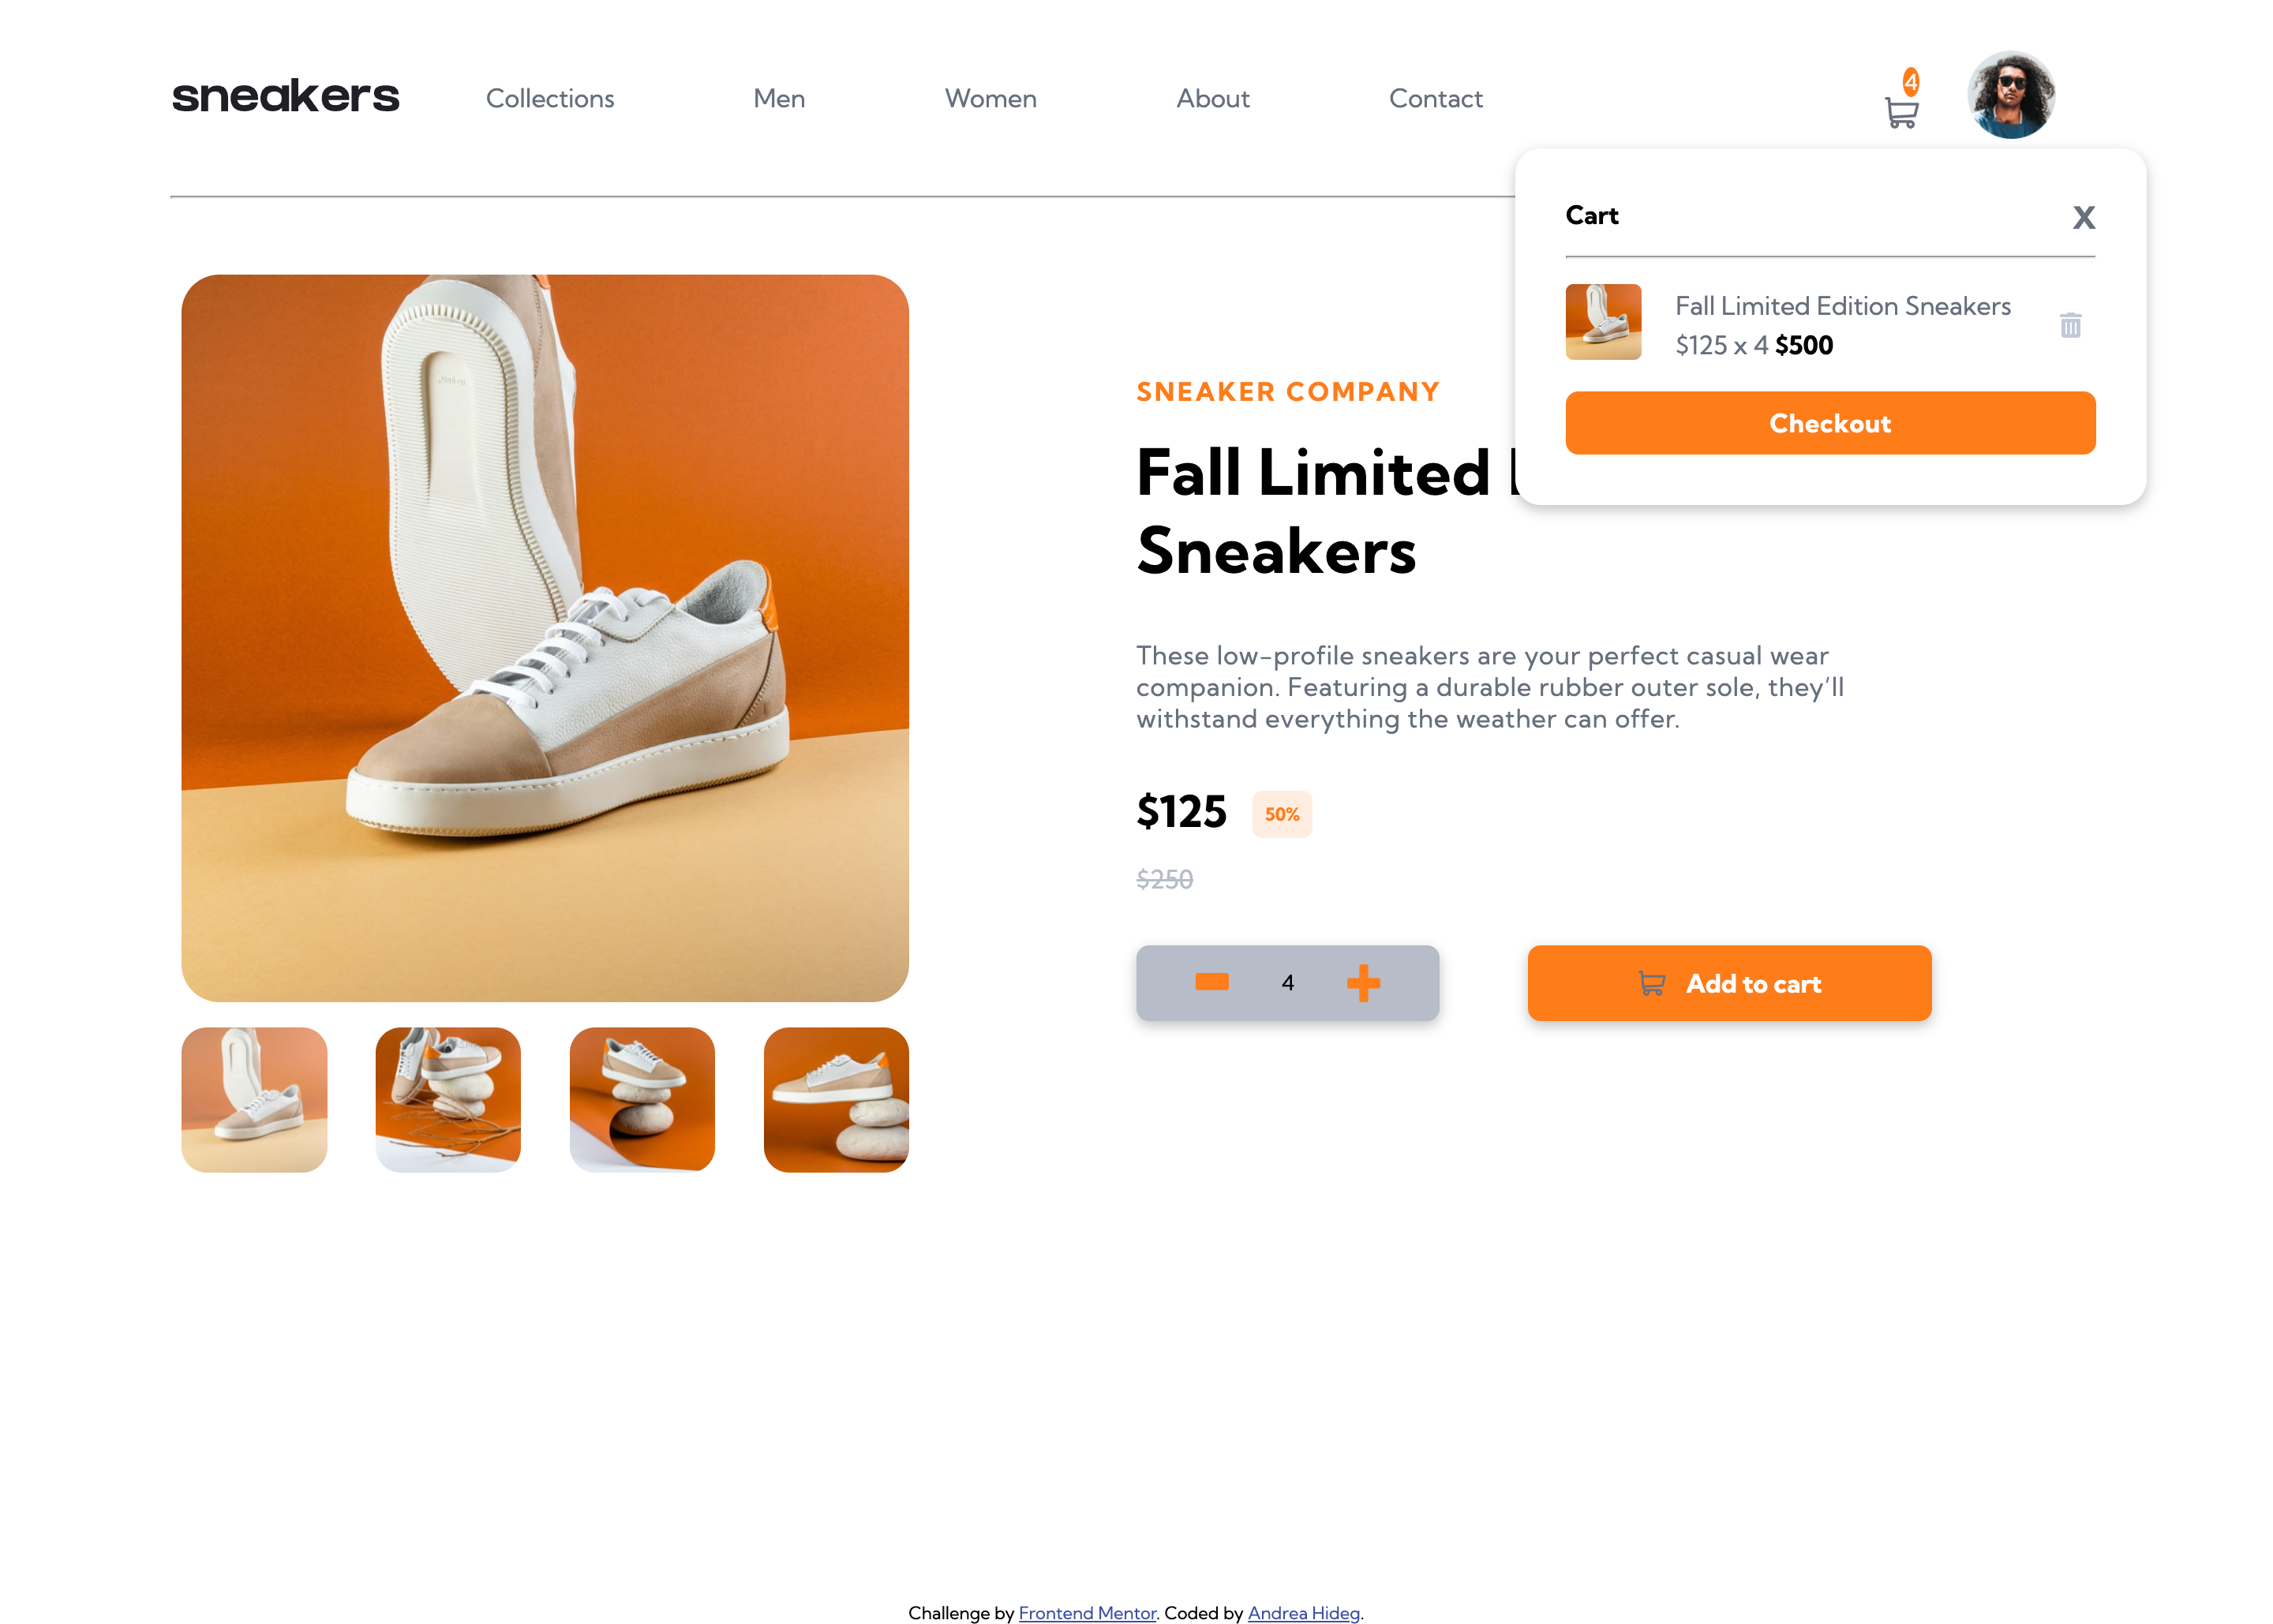 sneakers
Collections
Men
Women
About
Contact
4
Cart
X
Fall Limited Edition Sneakers
$125 x 4 $500
Checkout
SNEAKER COMPANY
Fall Limited
Sneakers
These low-profile sneakers are your perfect casual wear
companion. Featuring a durable rubber outer sole, they’ll
withstand everything the weather can offer.
$125
50%
$250
4
Add to cart
Challenge by Frontend Mentor. Coded by Andrea Hideg.